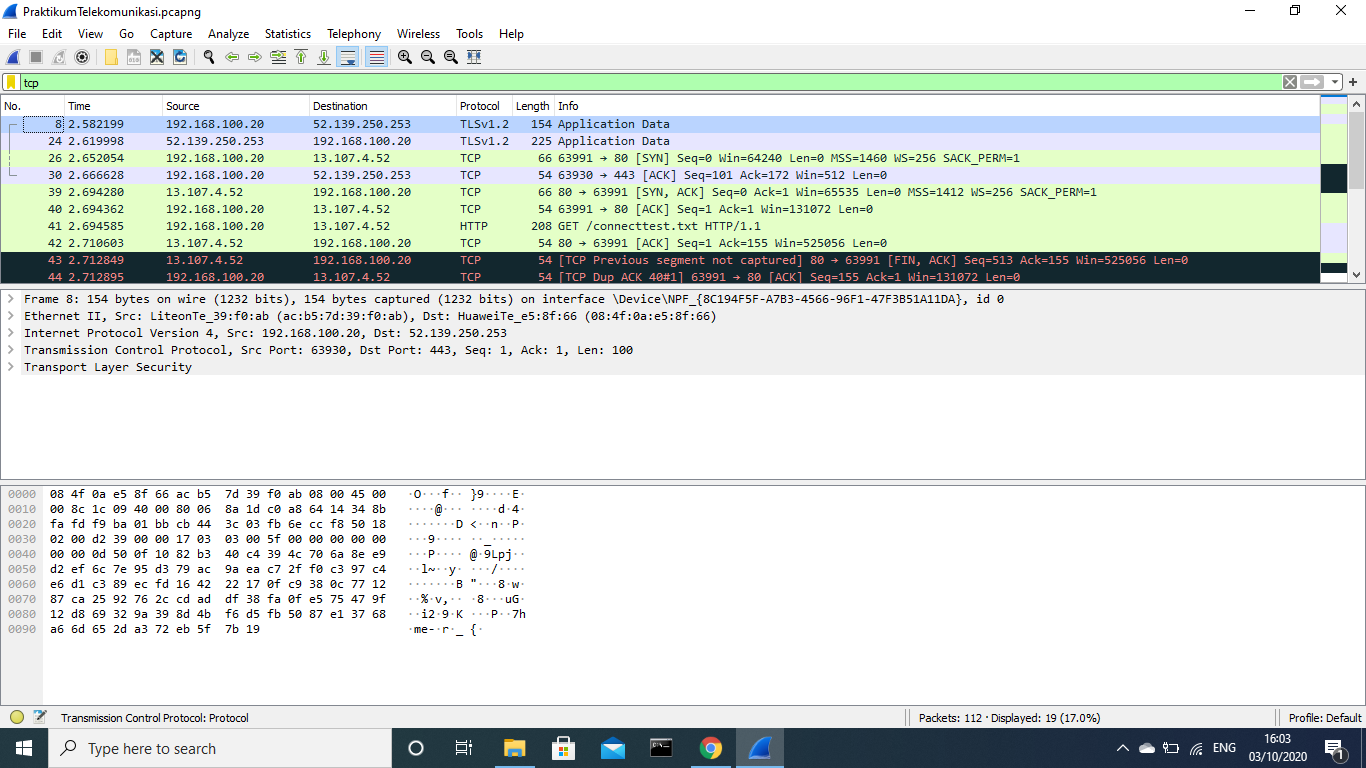 PraktikumTelekomunikasi.pcapng
File Edit View Go Capture Analyze Statistics Telephony Wireless Tools Help
tcp
No. Time Source Destination Protocol Length Info
8 2.582199 192.168.100.20 52.139.250.253 TLSv1.2 154 Application Data
24 2.619998 52.139.250.253 192.168.100.20 TLSv1.2 225 Application Data
26 2.652054 192.168.100.20 13.107.4.52 TCP 66 63991 → 80 [SYN] Seq=0 Win=64240 Len=0 MSS=1460 WS=256 SACK_PERM=1
30 2.666628 192.168.100.20 52.139.250.253 TCP 54 63930 → 443 [ACK] Seq=101 Ack=172 Win=512 Len=0
39 2.694280 13.107.4.52 192.168.100.20 TCP 66 80 → 63991 [SYN, ACK] Seq=0 Ack=1 Win=65535 Len=0 MSS=1412 WS=256 SACK_PERM=1
40 2.694362 192.168.100.20 13.107.4.52 TCP 54 63991 → 80 [ACK] Seq=1 Ack=1 Win=131072 Len=0
41 2.694585 192.168.100.20 13.107.4.52 HTTP 208 GET /connecttest.txt HTTP/1.1
42 2.710603 13.107.4.52 192.168.100.20 TCP 54 80 → 63991 [ACK] Seq=1 Ack=155 Win=525056 Len=0
43 2.712849 13.107.4.52 192.168.100.20 TCP 54 [TCP Previous segment not captured] 80 → 63991 [FIN, ACK] Seq=513 Ack=155 Win=525056 Len=0
44 2.712895 192.168.100.20 13.107.4.52 TCP 54 [TCP Dup ACK 40#1] 63991 → 80 [ACK] Seq=155 Ack=1 Win=131072 Len=0
Frame 8: 154 bytes on wire (1232 bits), 154 bytes captured (1232 bits) on interface \Device\NPF_{8C194F5F-A7B3-4566-96F1-47F3B51A11DA}, id 0
Ethernet II, Src: LiteonTe_39:f0:ab (ac:b5:7d:39:f0:ab), Dst: HuaweiTe_e5:8f:66 (08:4f:0a:e5:8f:66)
Internet Protocol Version 4, Src: 192.168.100.20, Dst: 52.139.250.253
Transmission Control Protocol, Src Port: 63930, Dst Port: 443, Seq: 1, Ack: 1, Len: 100
Transport Layer Security
0000 08 4f 0a e5 8f 66 ac b5 7d 39 f0 ab 08 00 45 00 ·O···f·· }9····E·
0010 00 8c 1c 09 40 00 80 06 8a 1d c0 a8 64 14 34 8b ····@··· ····d·4·
0020 fa fd f9 ba 01 bb cb 44 3c 03 fb 6e cc f8 50 18 ·······D <··n··P·
0030 02 00 d2 39 00 00 17 03 03 00 5f 00 00 00 00 00 ···9···· ··_·····
0040 00 00 0d 50 0f 10 82 b3 40 c4 39 4c 70 6a 8e e9 ···P···· @·9Lpj··
0050 d2 ef 6c 7e 95 d3 79 ac 9a ea c7 2f f0 c3 97 c4 ··l~··y· ···/····
0060 e6 d1 c3 89 ec fd 16 42 22 17 0f c9 38 0c 77 12 ·······B "···8·w·
0070 87 ca 25 92 76 2c cd ad df 38 fa 0f e5 75 47 9f ··%·v,·· ·8···uG·
0080 12 d8 69 32 9a 39 8d 4b f6 d5 fb 50 87 e1 37 68 ··i2·9·K ···P··7h
0090 a6 6d 65 2d a3 72 eb 5f 7b 19 ·me-·r·_ {·
Transmission Control Protocol: Protocol
Packets: 112 · Displayed: 19 (17.0%)
Profile: Default
Type here to search
ENG
16:03
03/10/2020
1